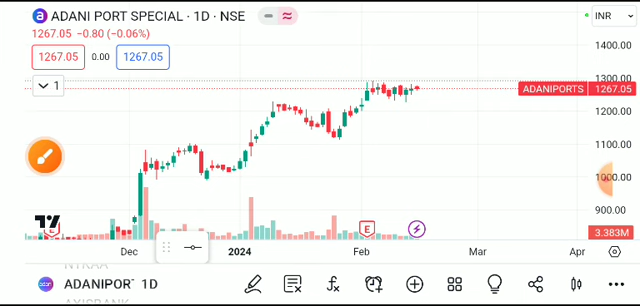 ADANI PORT SPECIAL · 1D · NSE
INR
1267.05 −0.80 (−0.06%)
1267.05 0.00 1267.05
1
1400.00
1300.00
ADANIPORTS 1267.05
1200.00
1100.00
1000.00
900.00
E
E
3.383M
Dec 2024 Feb Mar Apr
ADANIPOR 1D
AXISBANK